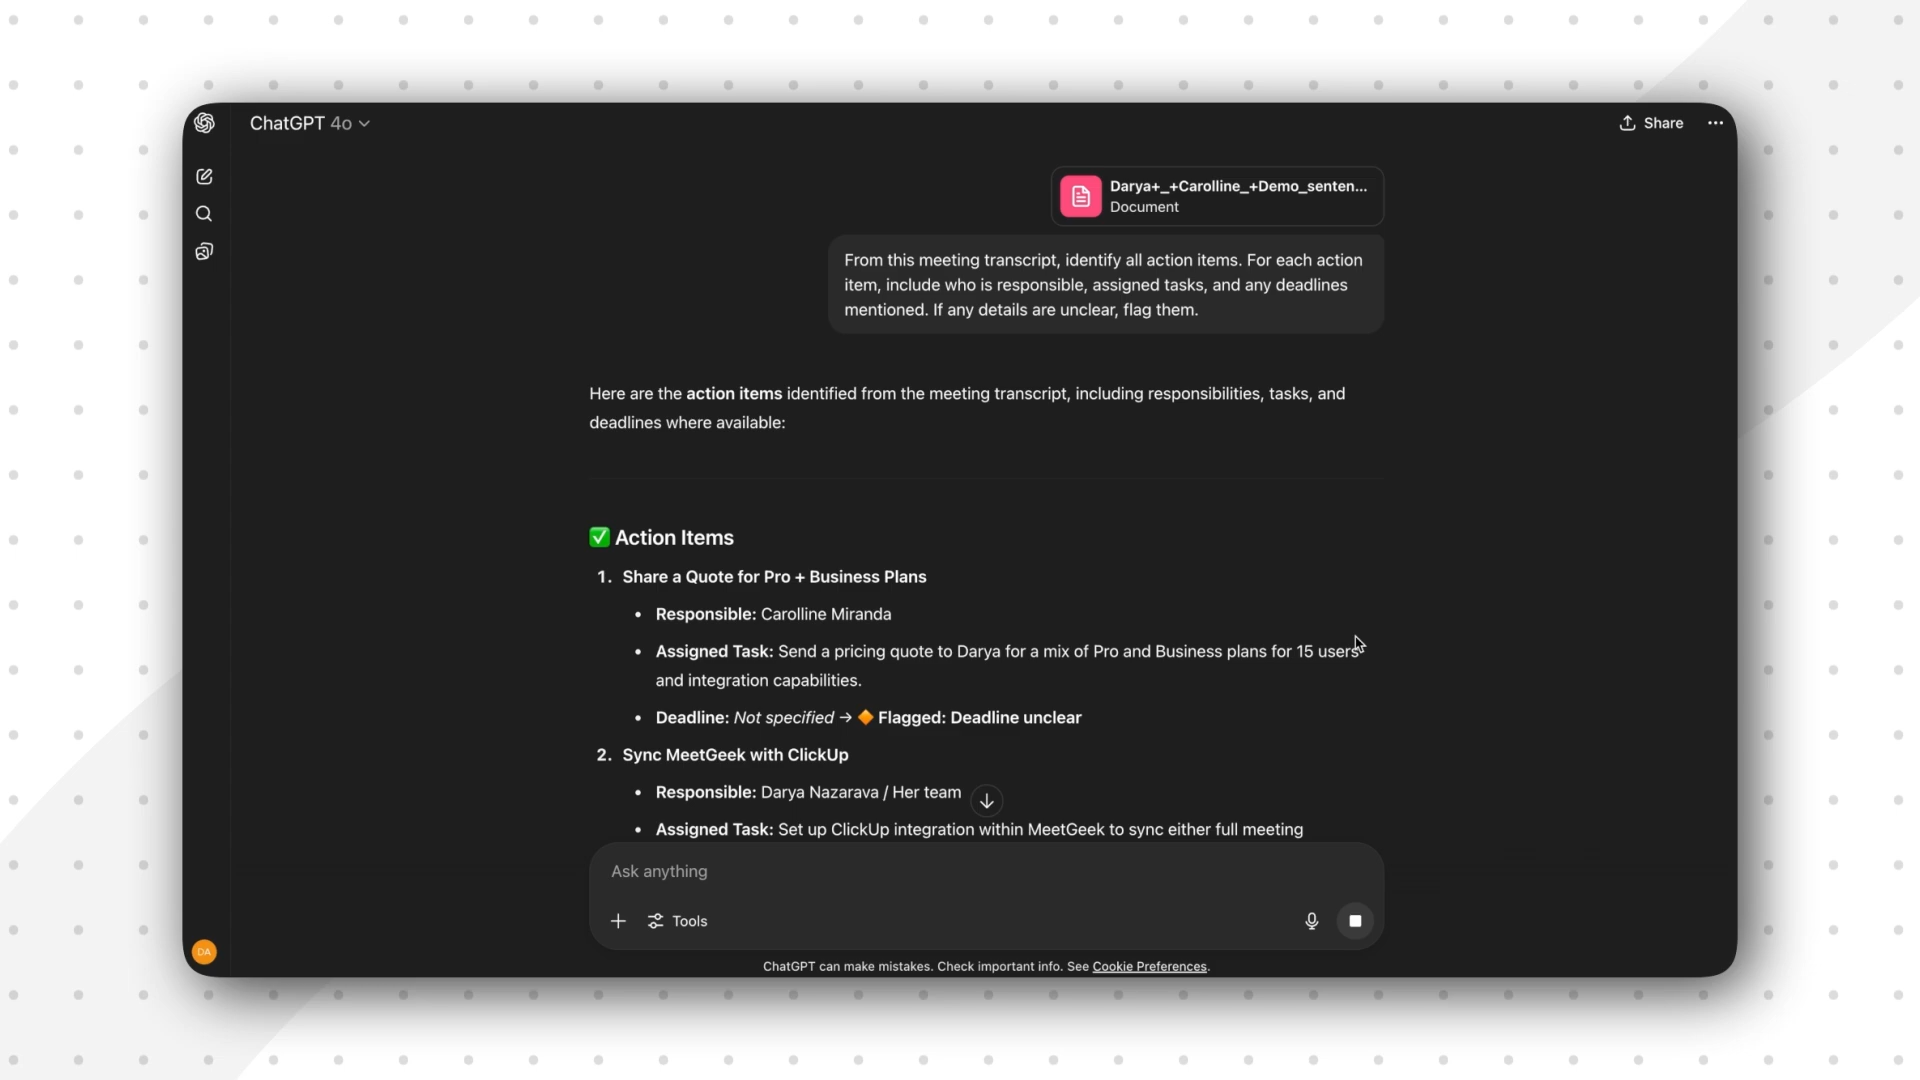 ChatGPT 4o
Share
Darya+_+Carolline_+Demo_senten...
Document
From this meeting transcript, identify all action items. For each action
item, include who is responsible, assigned tasks, and any deadlines
mentioned. If any details are unclear, flag them.
Here are the action items identified from the meeting transcript, including responsibilities, tasks, and
deadlines where available:
✅ Action Items
1. Share a Quote for Pro + Business Plans
• Responsible: Carolline Miranda
• Assigned Task: Send a pricing quote to Darya for a mix of Pro and Business plans for 15 users
and integration capabilities.
• Deadline: Not specified → 🔶 Flagged: Deadline unclear
2. Sync MeetGeek with ClickUp
• Responsible: Darya Nazarava / Her team
• Assigned Task: Set up ClickUp integration within MeetGeek to sync either full meeting
Ask anything
Tools
DA
ChatGPT can make mistakes. Check important info. See Cookie Preferences.